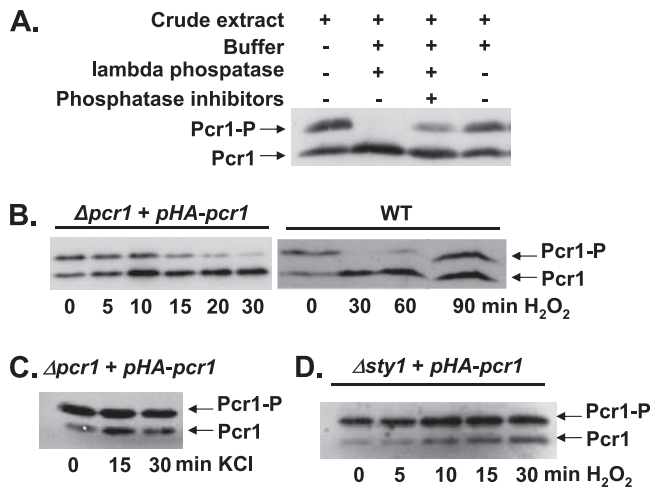 A.
Crude extract + + + +
Buffer - + + +
lambda phospatase - + + -
Phosphatase inhibitors - - + -
Pcr1-P
Pcr1
B.
Δpcr1 + pHA-pcr1 WT
Pcr1-P
Pcr1
0 5 10 15 20 30 0 30 60 90 min H₂O₂
C. Δpcr1 + pHA-pcr1
Pcr1-P
Pcr1
0 15 30 min KCl
D. Δsty1 + pHA-pcr1
Pcr1-P
Pcr1
0 5 10 15 30 min H₂O₂